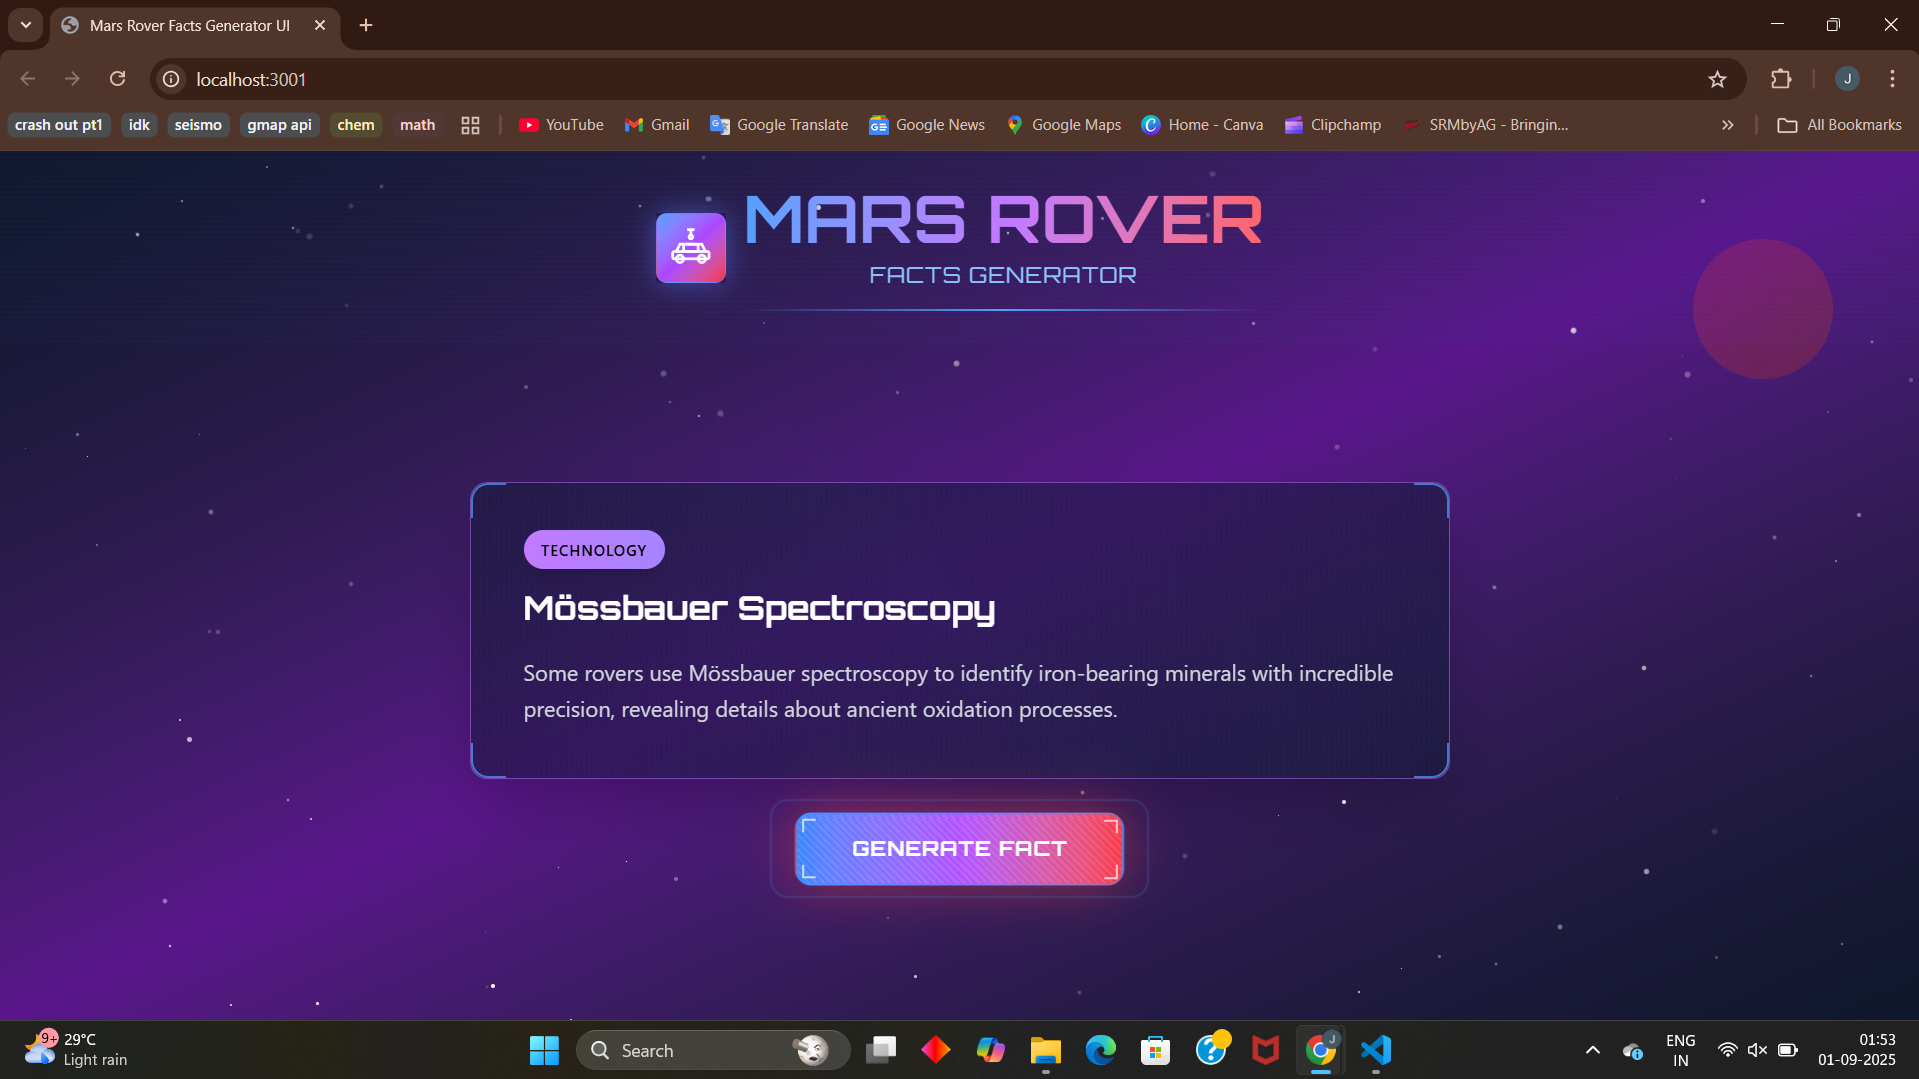 Mars Rover Facts Generator UI
localhost:3001
J
crash out pt1
idk
seismo
gmap api
chem
math
YouTube
Gmail
Google Translate
Google News
Google Maps
Home - Canva
Clipchamp
SRMbyAG - Bringin...
All Bookmarks
MARS ROVER
FACTS GENERATOR
TECHNOLOGY
Mössbauer Spectroscopy
Some rovers use Mössbauer spectroscopy to identify iron-bearing minerals with incredible
precision, revealing details about ancient oxidation processes.
GENERATE FACT
9+
29°C
Light rain
Search
J
ENG
IN
01:53
01-09-2025